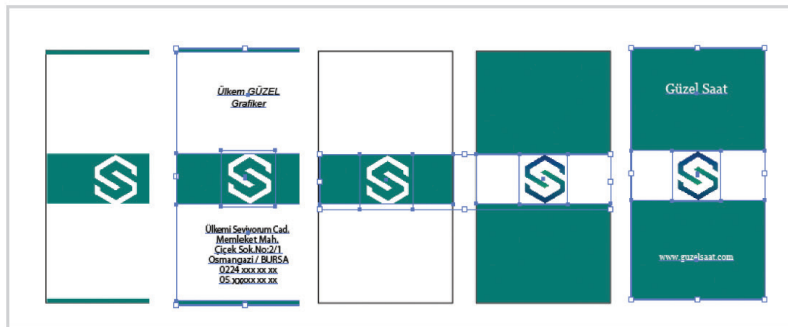 Ülkem GÜZEL
Grafiker
Ülkemi Seviyorum Cad.
Memleket Mah.
Çiçek Sok.No:2/1
Osmangazi / BURSA
0224 xxx xx xx
05 xxxxx xx xx
Güzel Saat
www.guzelsaat.com